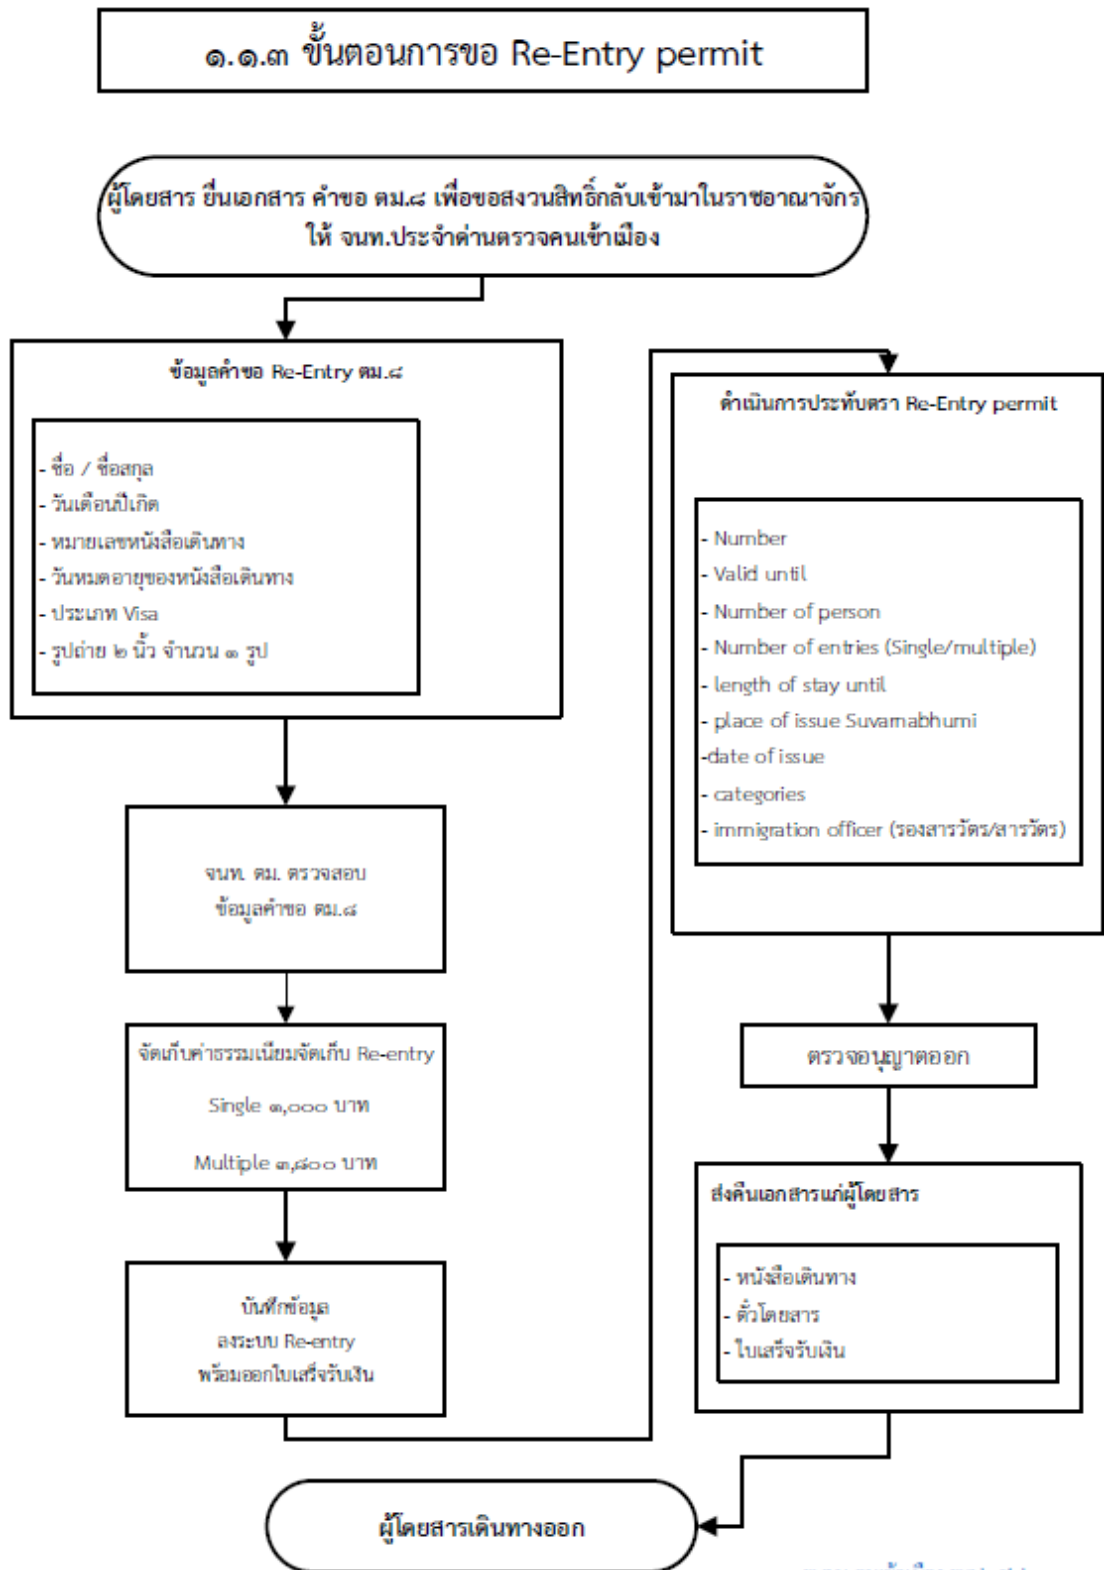 ๑.๑.๓ ขั้นตอนการขอ Re-Entry permit
ผู้โดยสาร ยื่นเอกสาร คำขอ ตม.๘ เพื่อขอสงวนสิทธิ์กลับเข้ามาในราชอาณาจักร
ให้ จนท.ประจำด่านตรวจคนเข้าเมือง
ข้อมูลคำขอ Re-Entry ตม.๘
- ชื่อ / ชื่อสกุล
- วันเดือนปีเกิด
- หมายเลขหนังสือเดินทาง
- วันหมดอายุของหนังสือเดินทาง
- ประเภท Visa
- รูปถ่าย ๒ นิ้ว จำนวน ๑ รูป
จนท. ตม. ตรวจสอบ
ข้อมูลคำขอ ตม.๘
จัดเก็บค่าธรรมเนียมจัดเก็บ Re-entry
Single ๑,๐๐๐ บาท
Multiple ๓,๘๐๐ บาท
บันทึกข้อมูล
ลงระบบ Re-entry
พร้อมออกใบเสร็จรับเงิน
ดำเนินการประทับตรา Re-Entry permit
- Number
- Valid until
- Number of person
- Number of entries (Single/multiple)
- length of stay until
- place of issue Suvarnabhumi
-date of issue
- categories
- immigration officer (รองสารวัตร/สารวัตร)
ตรวจอนุญาตออก
ส่งคืนเอกสารแก่ผู้โดยสาร
- หนังสือเดินทาง
- ตั๋วโดยสาร
- ใบเสร็จรับเงิน
ผู้โดยสารเดินทางออก